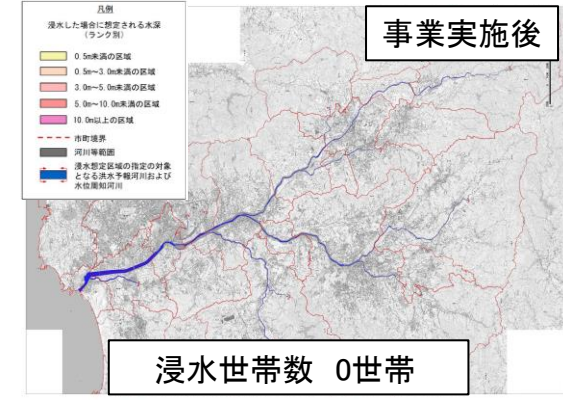 凡例
浸水した場合に想定される水深
(ランク別)
0.5m未満の区域
0.5m~3.0m未満の区域
3.0m~5.0m未満の区域
5.0m~10.0m未満の区域
10.0m以上の区域
市町境界
河川等範囲
浸水想定区域の指定の対象
となる洪水予報河川および
水位周知河川
事業実施後
浸水世帯数 0世帯